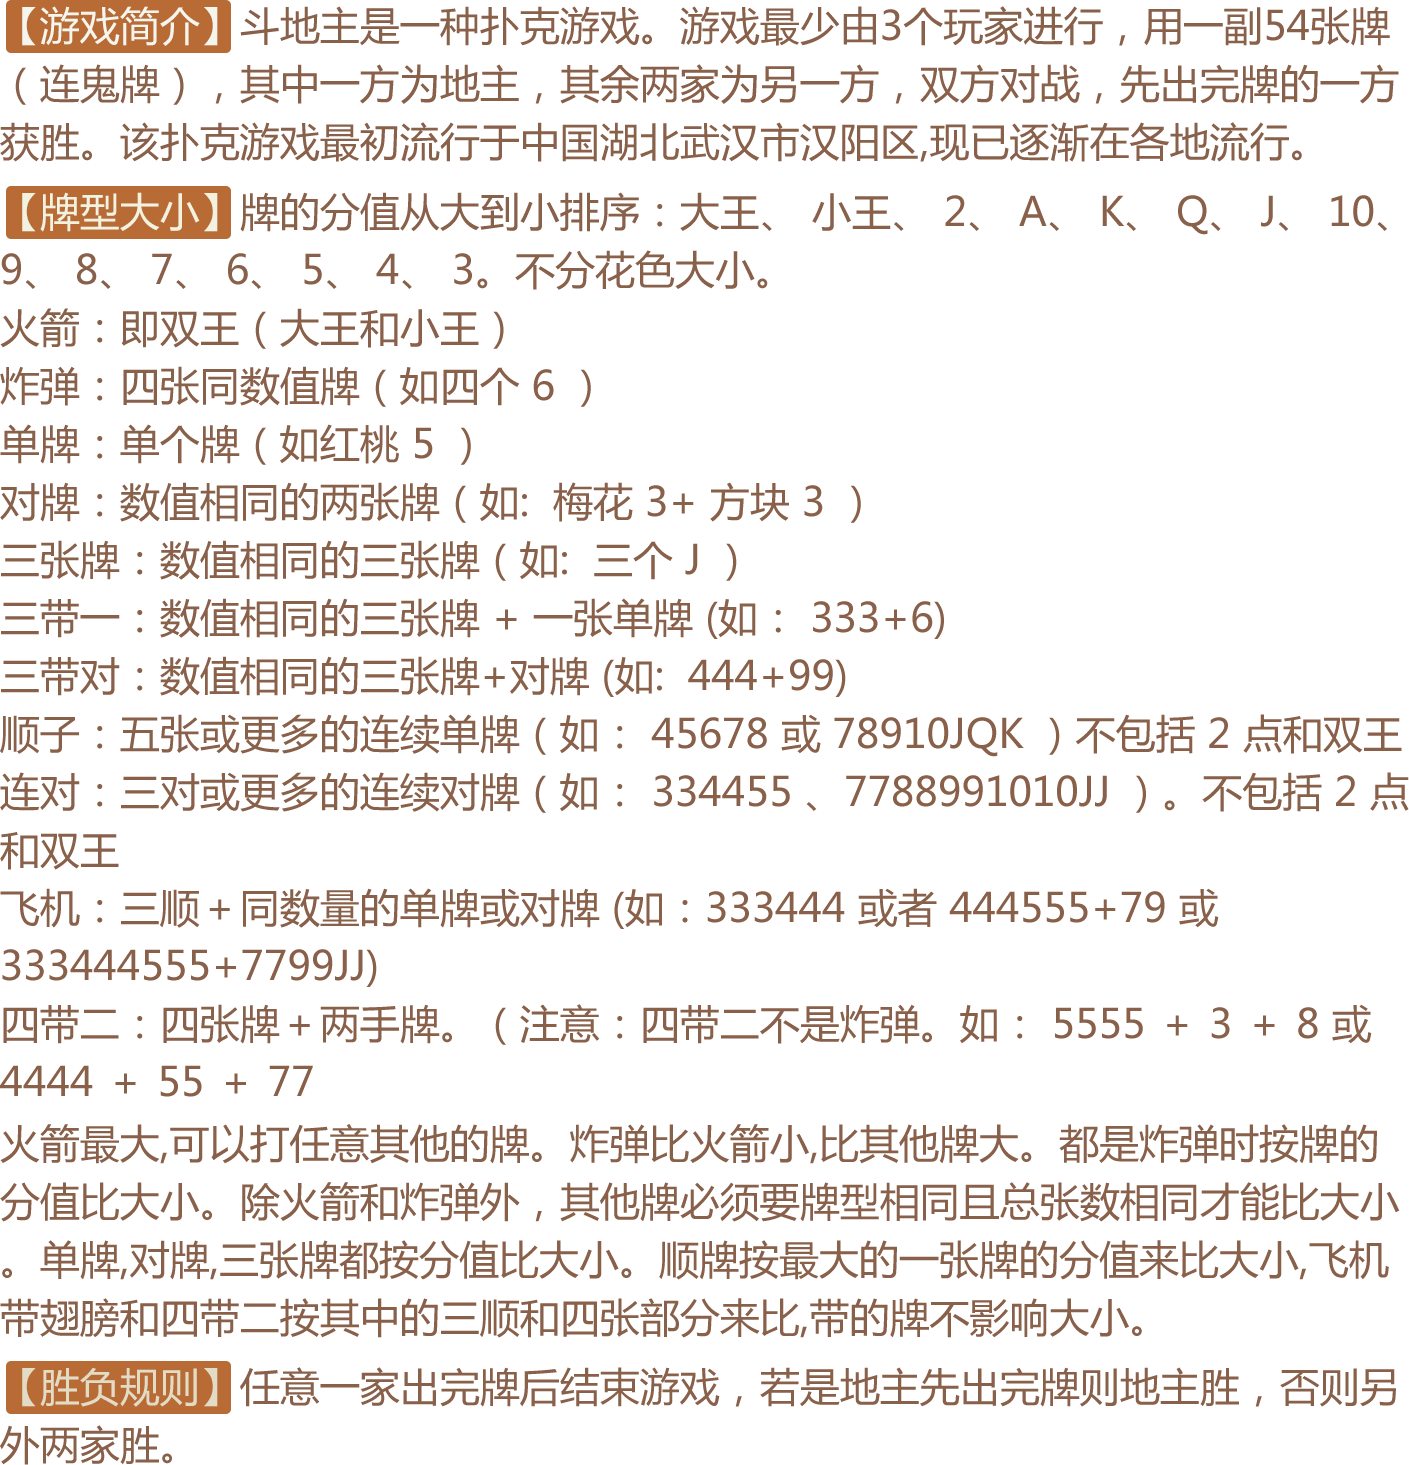 【游戏简介】斗地主是一种扑克游戏。游戏最少由3个玩家进行，用一副54张牌
（连鬼牌），其中一方为地主，其余两家为另一方，双方对战，先出完牌的一方
获胜。该扑克游戏最初流行于中国湖北武汉市汉阳区,现已逐渐在各地流行。
【牌型大小】牌的分值从大到小排序：大王、 小王、 2、 A、 K、 Q、 J、 10、
9、 8、 7、 6、 5、 4、 3。不分花色大小。
火箭：即双王（大王和小王）
炸弹：四张同数值牌（如四个 6 ）
单牌：单个牌（如红桃 5 ）
对牌：数值相同的两张牌（如: 梅花 3+ 方块 3 ）
三张牌：数值相同的三张牌（如: 三个 J ）
三带一：数值相同的三张牌 + 一张单牌 (如： 333+6)
三带对：数值相同的三张牌+对牌 (如: 444+99)
顺子：五张或更多的连续单牌（如： 45678 或 78910JQK ）不包括 2 点和双王
连对：三对或更多的连续对牌（如： 334455 、7788991010JJ ）。不包括 2 点
和双王
飞机：三顺＋同数量的单牌或对牌 (如：333444 或者 444555+79 或
333444555+7799JJ)
四带二：四张牌＋两手牌。（注意：四带二不是炸弹。如： 5555 + 3 + 8 或
4444 + 55 + 77
火箭最大,可以打任意其他的牌。炸弹比火箭小,比其他牌大。都是炸弹时按牌的
分值比大小。除火箭和炸弹外，其他牌必须要牌型相同且总张数相同才能比大小
。单牌,对牌,三张牌都按分值比大小。顺牌按最大的一张牌的分值来比大小,飞机
带翅膀和四带二按其中的三顺和四张部分来比,带的牌不影响大小。
【胜负规则】任意一家出完牌后结束游戏，若是地主先出完牌则地主胜，否则另
外两家胜。